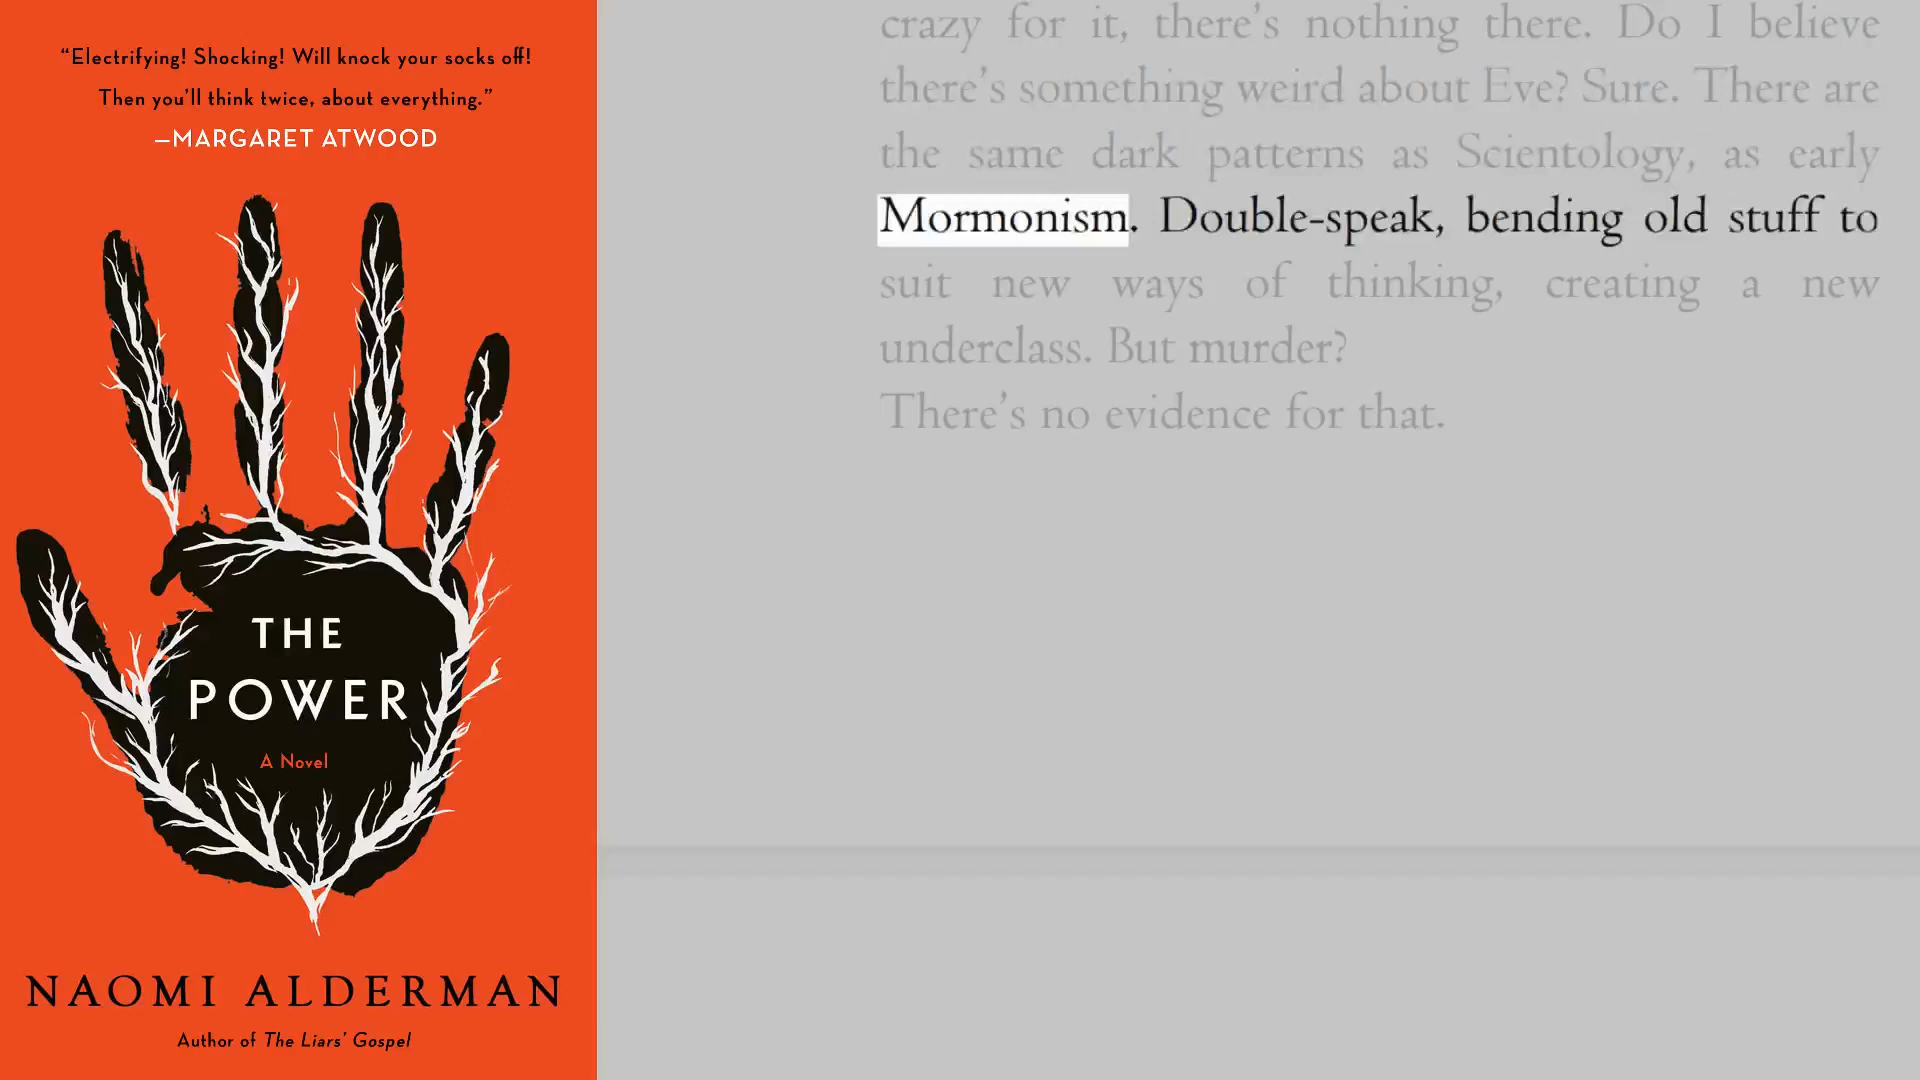 “Electrifying! Shocking! Will knock your socks off!
Then you’ll think twice, about everything.”
—MARGARET ATWOOD
THE
POWER
A Novel
NAOMI ALDERMAN
Author of The Liars’ Gospel
crazy for it, there’s nothing there. Do I believe
there’s something weird about Eve? Sure. There are
the same dark patterns as Scientology, as early
Mormonism. Double-speak, bending old stuff to
suit new ways of thinking, creating a new
underclass. But murder?
There’s no evidence for that.